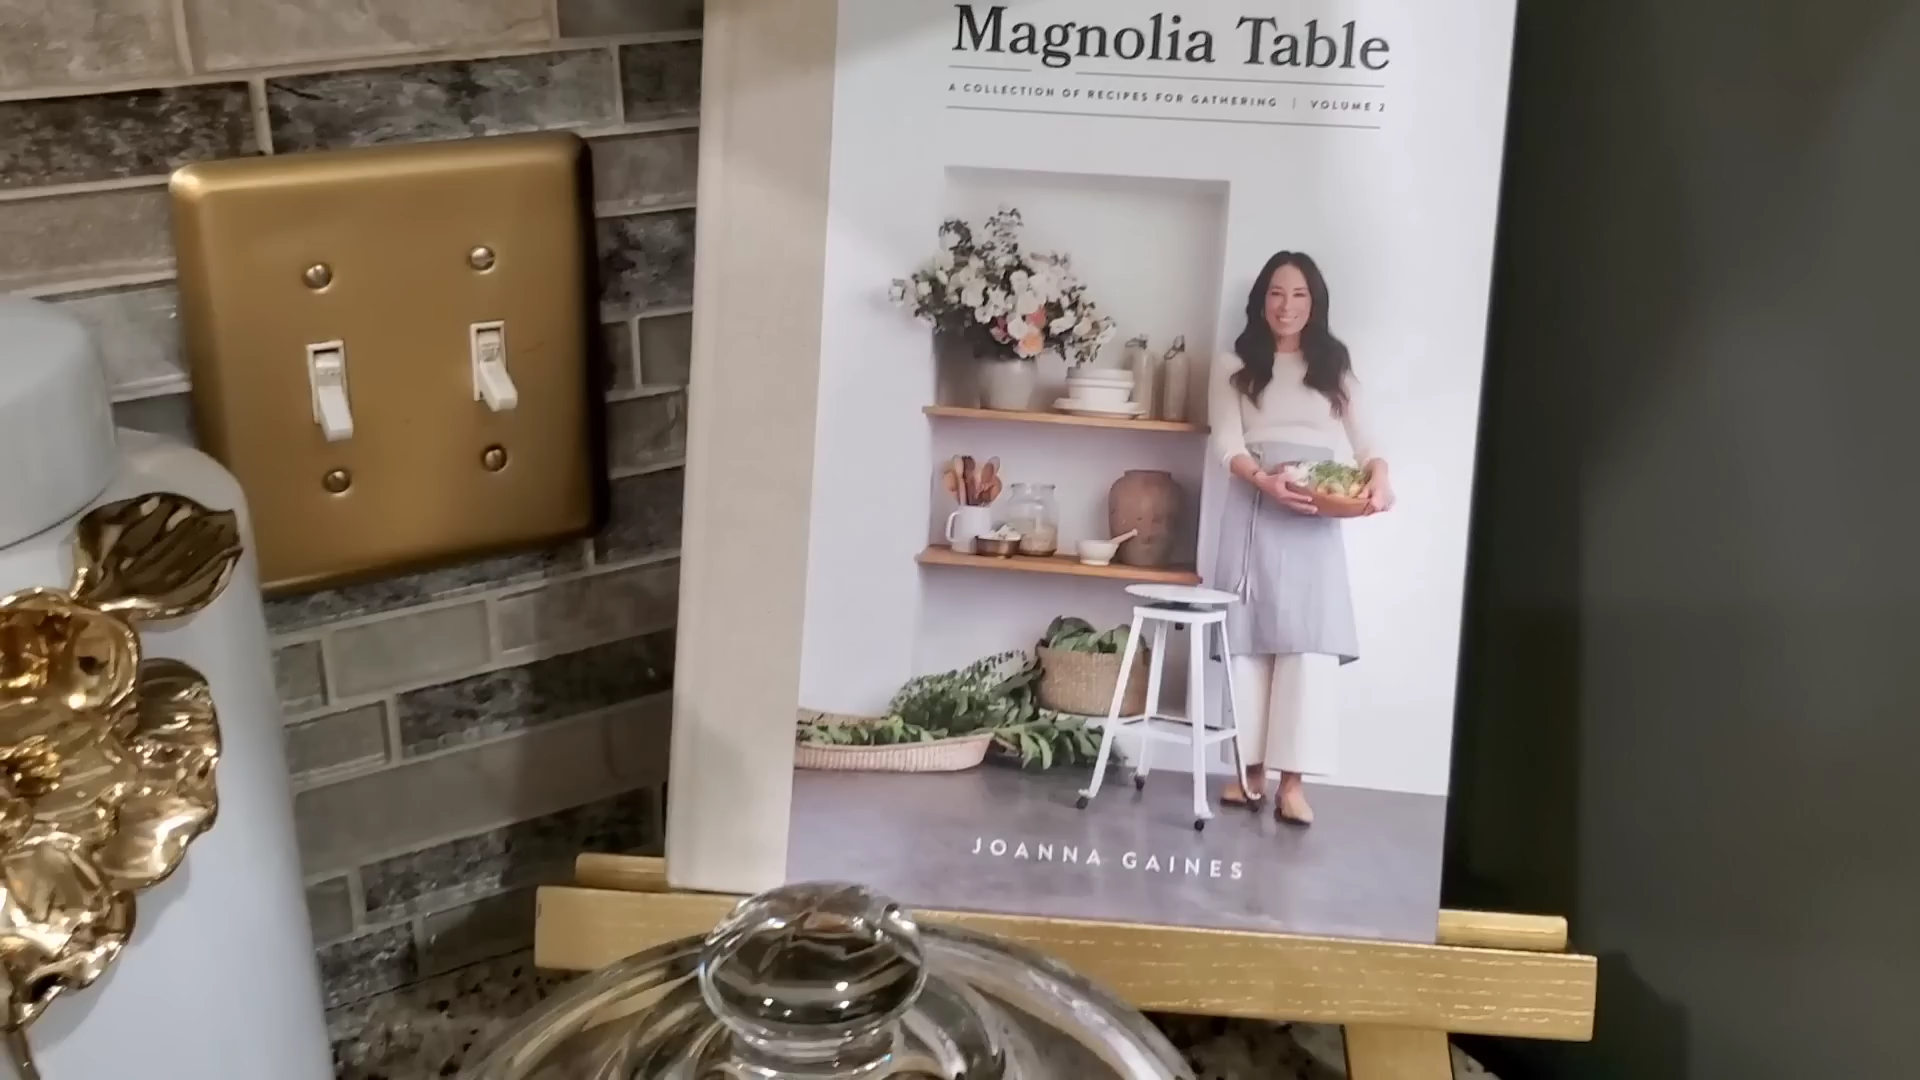 Magnolia Table
A COLLECTION OF RECIPES FOR GATHERING | VOLUME 2
JOANNA GAINES